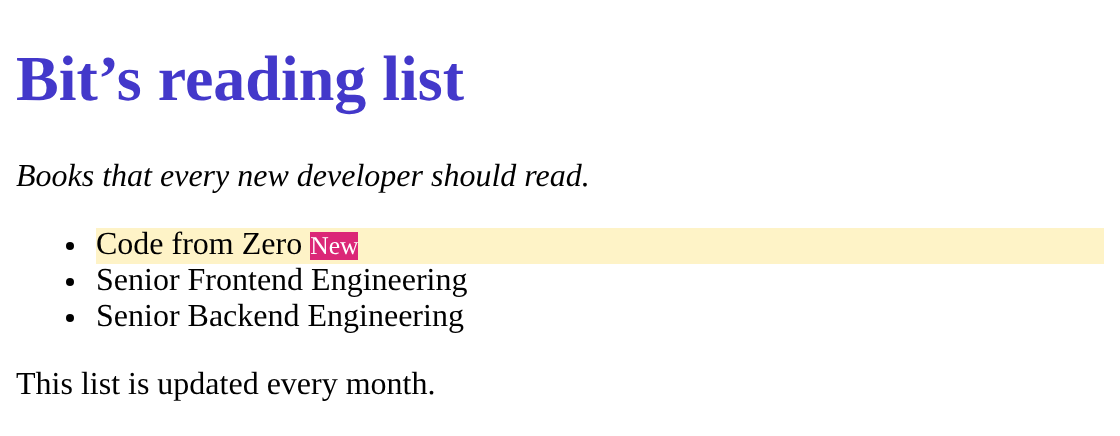 Bit’s reading list
Books that every new developer should read.
Code from Zero New
Senior Frontend Engineering
Senior Backend Engineering
This list is updated every month.